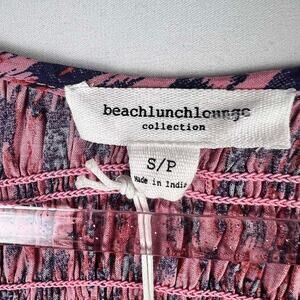 beachlunchlounge
collection
S/P
Made in India